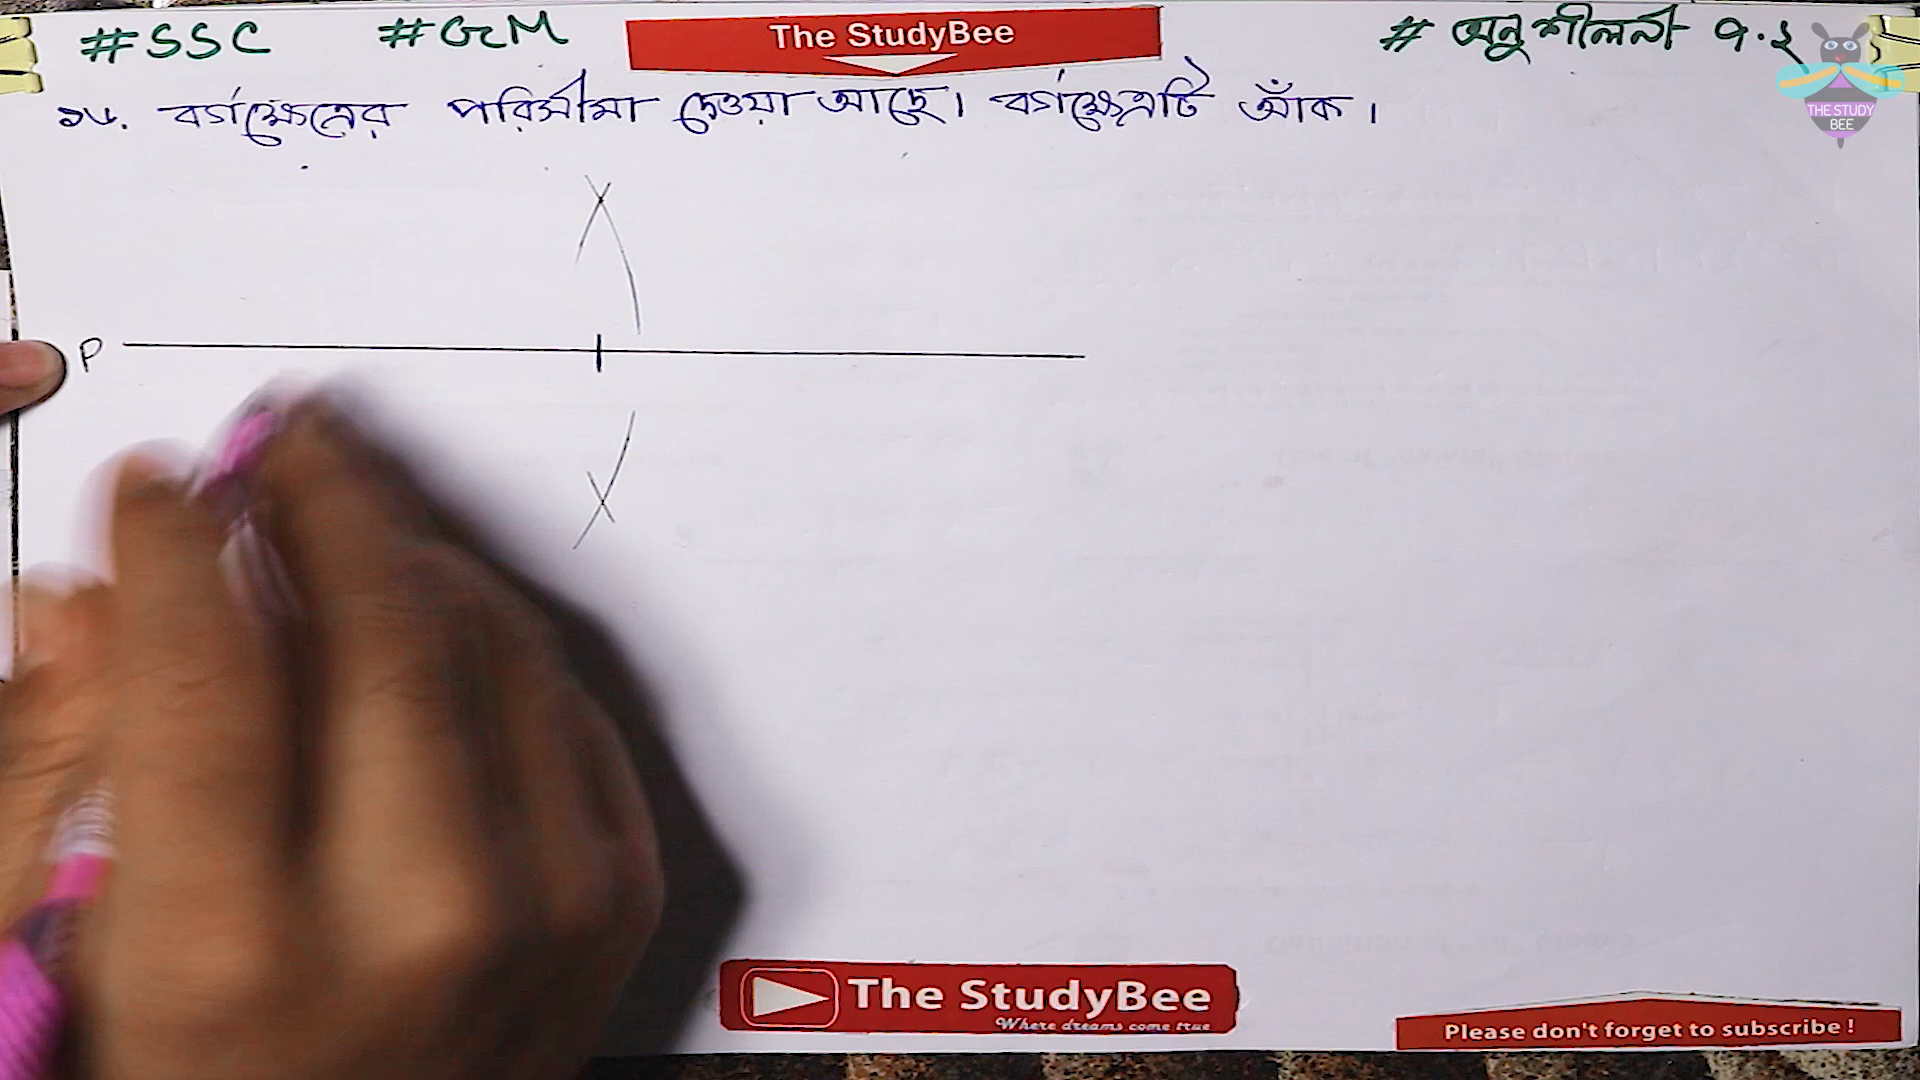 #SSC #GM The StudyBee # অনুশীলনী ৭.২
THE STUDY
BEE
১৬. বর্গক্ষেত্রের পরিসীমা দেওয়া আছে। বর্গক্ষেত্রটি আঁক।
P
The StudyBee
Where dreams come true
Please don't forget to subscribe !